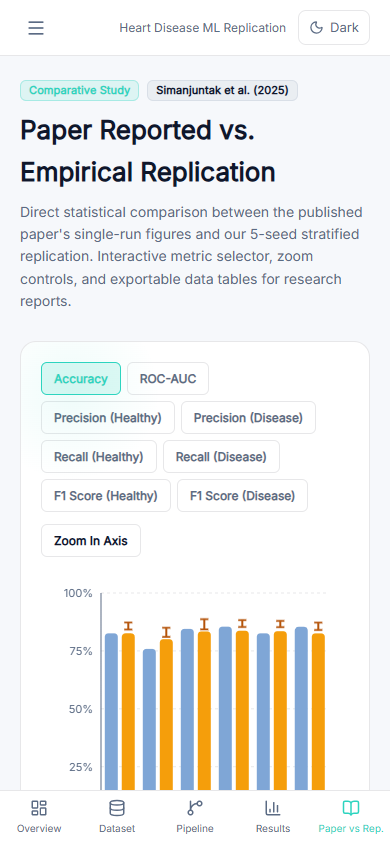 Heart Disease ML Replication
Dark
Comparative Study
Simanjuntak et al. (2025)
Paper Reported vs.
Empirical Replication
Direct statistical comparison between the published
paper's single-run figures and our 5-seed stratified
replication. Interactive metric selector, zoom
controls, and exportable data tables for research
reports.
Accuracy
ROC-AUC
Precision (Healthy)
Precision (Disease)
Recall (Healthy)
Recall (Disease)
F1 Score (Healthy)
F1 Score (Disease)
Zoom In Axis
100%
75%
50%
25%
Overview
Dataset
Pipeline
Results
Paper vs Rep.